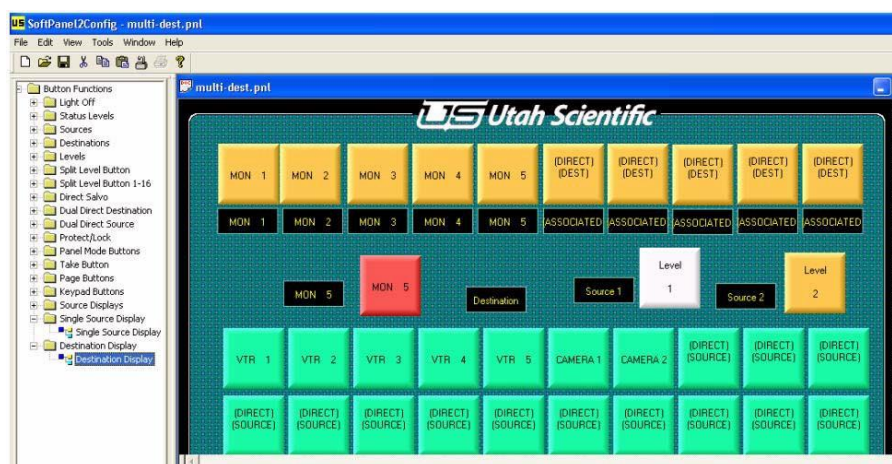 US SoftPanel2Config - multi-dest.pnl
File Edit View Tools Window Help
Button Functions
Light Off
Status Levels
Sources
Destinations
Levels
Split Level Button
Split Level Button 1-16
Direct Salvo
Dual Direct Destination
Dual Direct Source
Protect/Lock
Panel Mode Buttons
Take Button
Page Buttons
Keypad Buttons
Source Displays
Single Source Display
Single Source Display
Destination Display
Destination Display
multi-dest.pnl
US Utah Scientific
MON 1 MON 2 MON 3 MON 4 MON 5 (DIRECT) (DIRECT) (DIRECT) (DIRECT) (DIRECT)
(DEST) (DEST) (DEST) (DEST) (DEST)
MON 1 MON 2 MON 3 MON 4 MON 5 (ASSOCIATED (ASSOCIATED (ASSOCIATED (ASSOCIATED (ASSOCIATED
MON 5 MON 5 Destination Source 1 Level 1 Source 2 Level 2
VTR 1 VTR 2 VTR 3 VTR 4 VTR 5 CAMERA 1 CAMERA 2 (DIRECT) (DIRECT) (DIRECT)
(SOURCE) (SOURCE) (SOURCE)
(DIRECT) (DIRECT) (DIRECT) (DIRECT) (DIRECT) (DIRECT) (DIRECT) (DIRECT) (DIRECT) (DIRECT)
(SOURCE) (SOURCE) (SOURCE) (SOURCE) (SOURCE) (SOURCE) (SOURCE) (SOURCE) (SOURCE) (SOURCE)